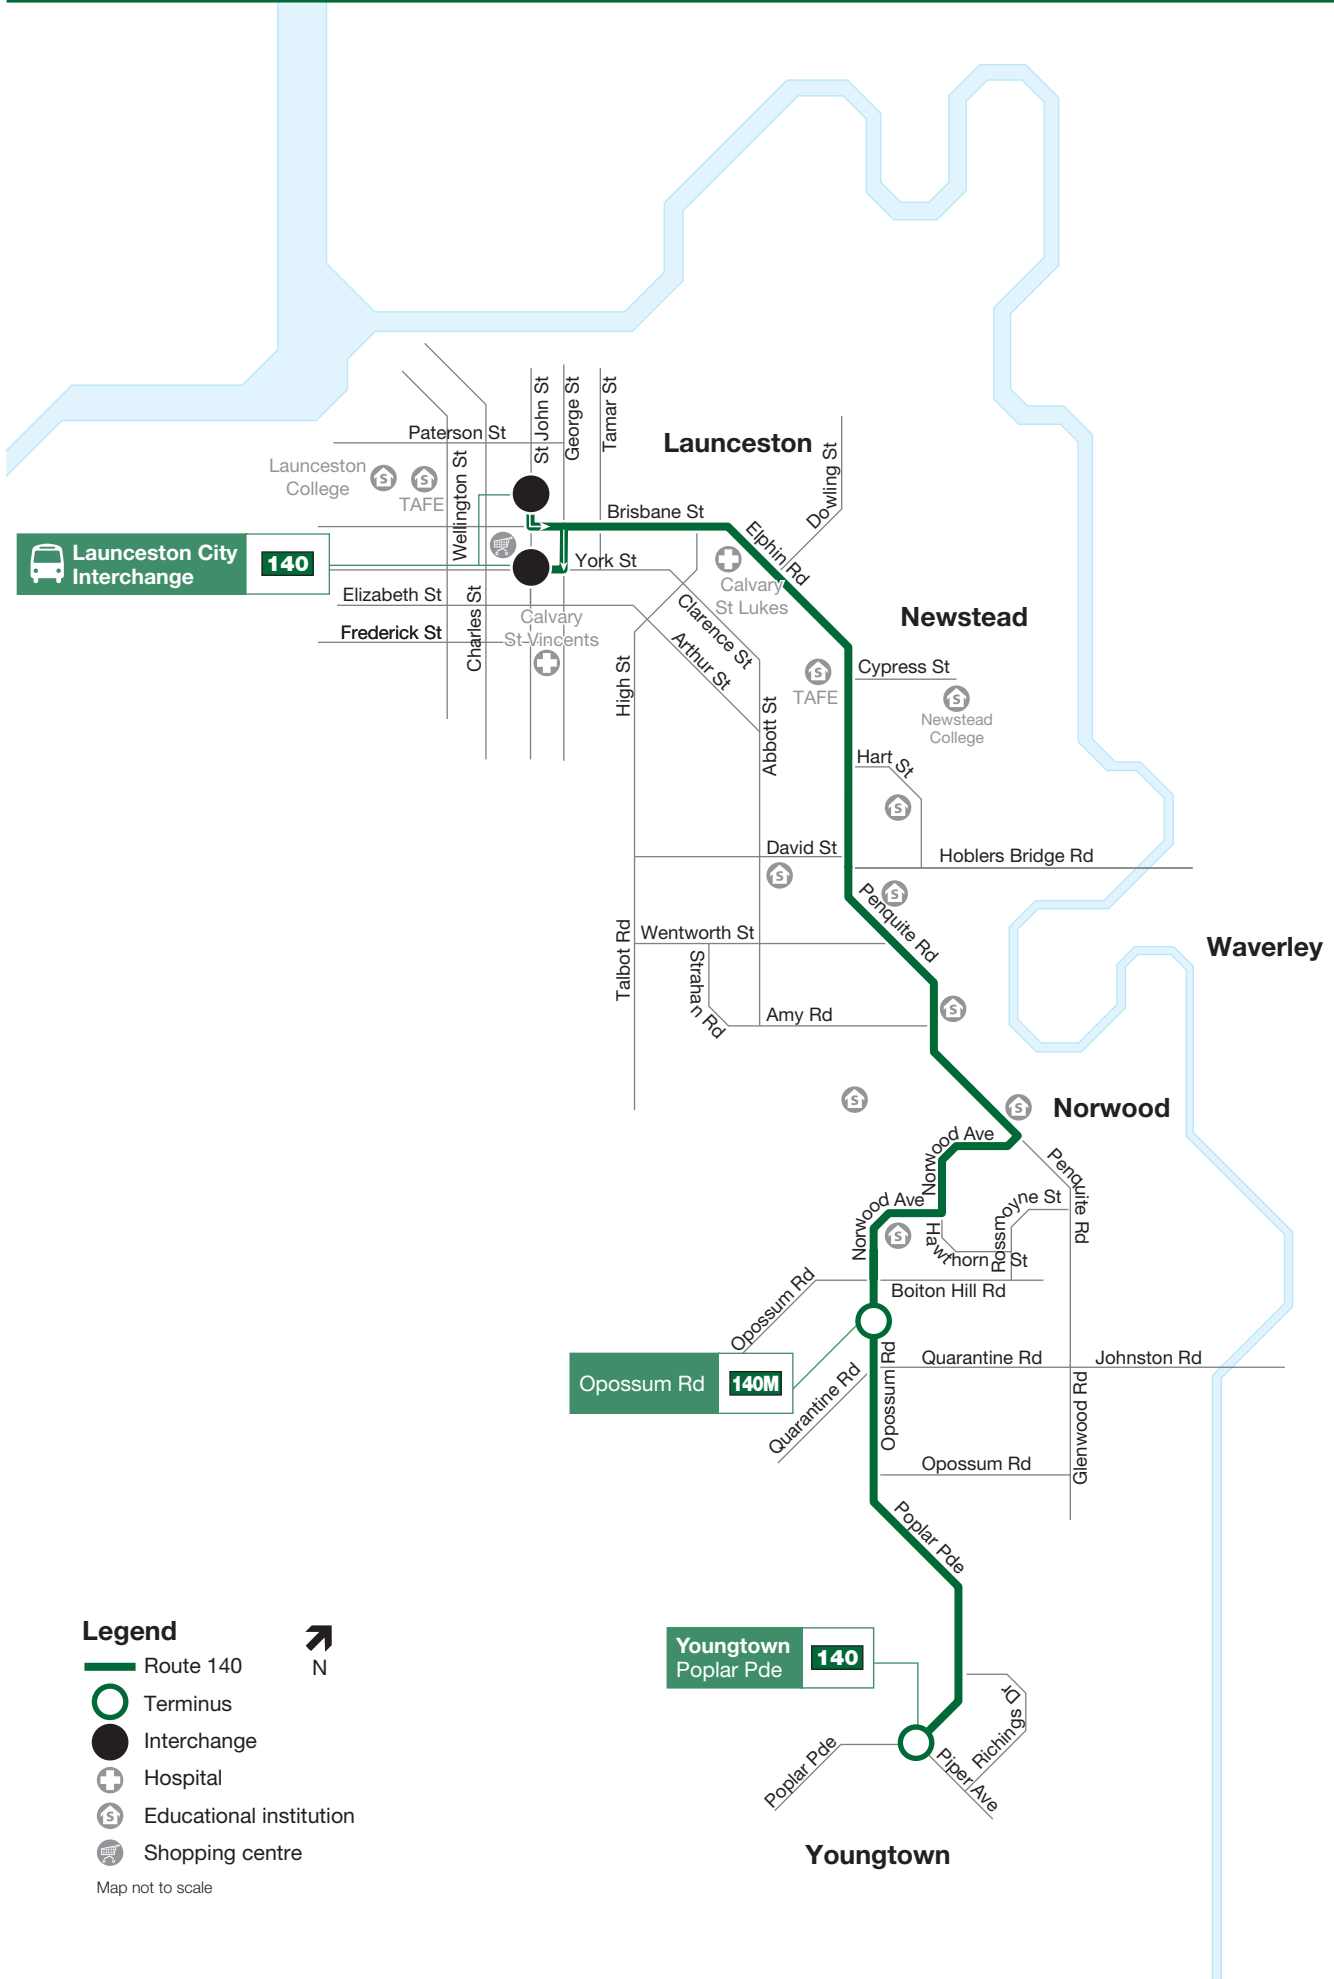 St John St
George St
Tamar St
Paterson St
Launceston
Dowling St
Launceston
College
TAFE
Wellington St
Brisbane St
Elphin Rd
Launceston City
Interchange
140
York St
Calvary
St Lukes
Elizabeth St
Charles St
Calvary
St Vincents
Clarence St
Newstead
Frederick St
Arthur St
High St
Cypress St
TAFE
Newstead
College
Abbott St
Hart St
David St
Hoblers Bridge Rd
Penquite Rd
Talbot Rd
Wentworth St
Waverley
Strahan Rd
Amy Rd
Norwood
Norwood Ave
Norwood
Penquite Rd
Norwood Ave
Rossmoyne St
Hawthorn St
Opossum Rd
Boiton Hill Rd
Opossum Rd
140M
Quarantine Rd
Opossum Rd
Quarantine Rd
Johnston Rd
Glenwood Rd
Opossum Rd
Poplar Pde
Youngtown
Poplar Pde
140
Richings Dr
Poplar Pde
Piper Ave
Youngtown
Legend
N
Route 140
Terminus
Interchange
Hospital
Educational institution
Shopping centre
Map not to scale